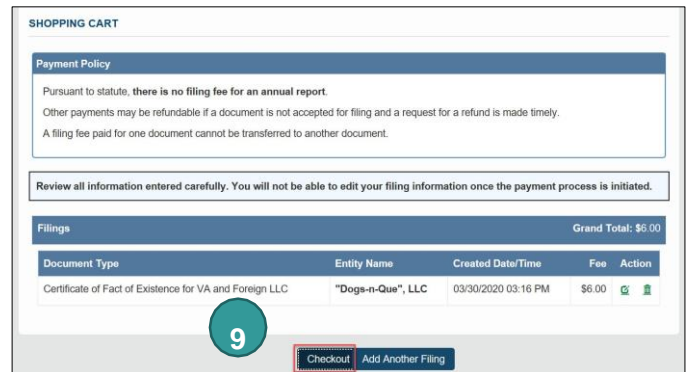 SHOPPING CART
Payment Policy
Pursuant to statute, there is no filing fee for an annual report.
Other payments may be refundable if a document is not accepted for filing and a request for a refund is made timely.
A filing fee paid for one document cannot be transferred to another document.
Review all information entered carefully. You will not be able to edit your filing information once the payment process is initiated.
Filings Grand Total: $6.00
Document Type Entity Name Created Date/Time Fee Action
Certificate of Fact of Existence for VA and Foreign LLC "Dogs-n-Que", LLC 03/30/2020 03:16 PM $6.00
9
Checkout Add Another Filing